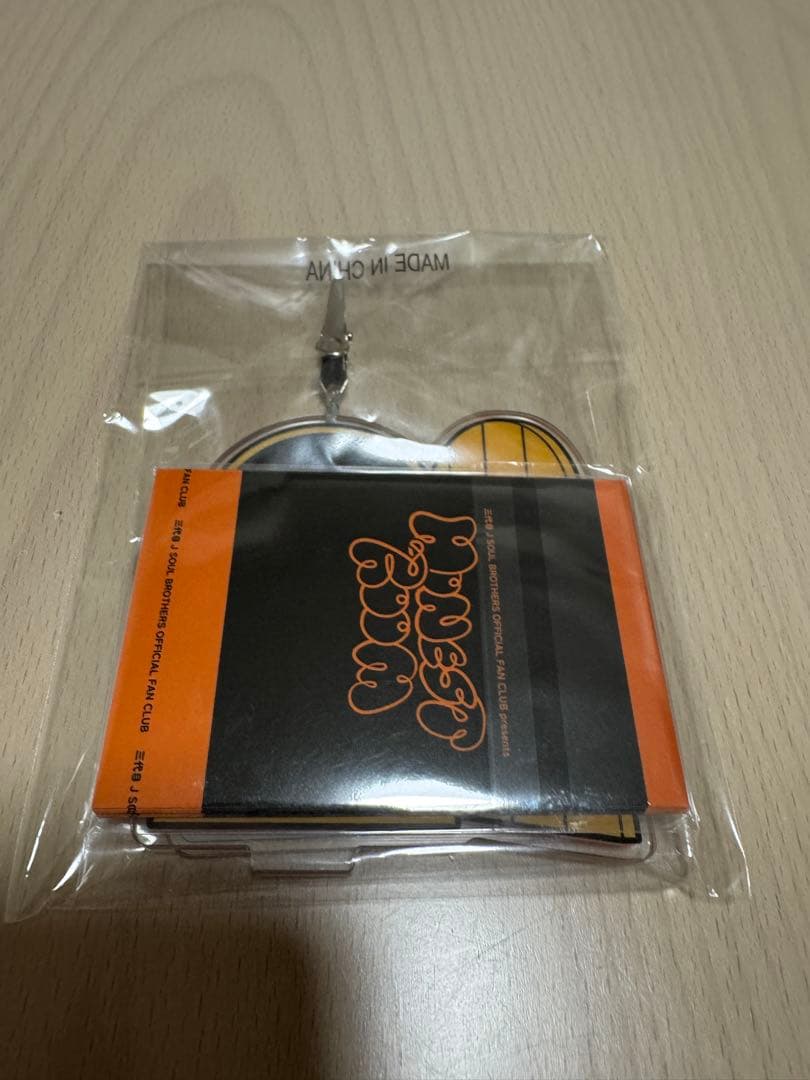 MADE IN CHINA
三代目 J SOUL BROTHERS OFFICIAL FAN CLUB presents
FAN CLUB 三代目 J SOUL BROTHERS OFFICIAL FAN CLUB 三代目 J SO